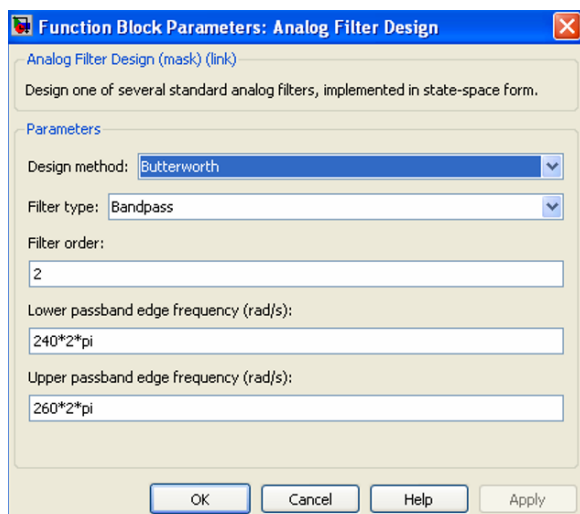 Function Block Parameters: Analog Filter Design
Analog Filter Design (mask) (link)
Design one of several standard analog filters, implemented in state-space form.
Parameters
Design method: Butterworth
Filter type: Bandpass
Filter order:
2
Lower passband edge frequency (rad/s):
240*2*pi
Upper passband edge frequency (rad/s):
260*2*pi
OK Cancel Help Apply